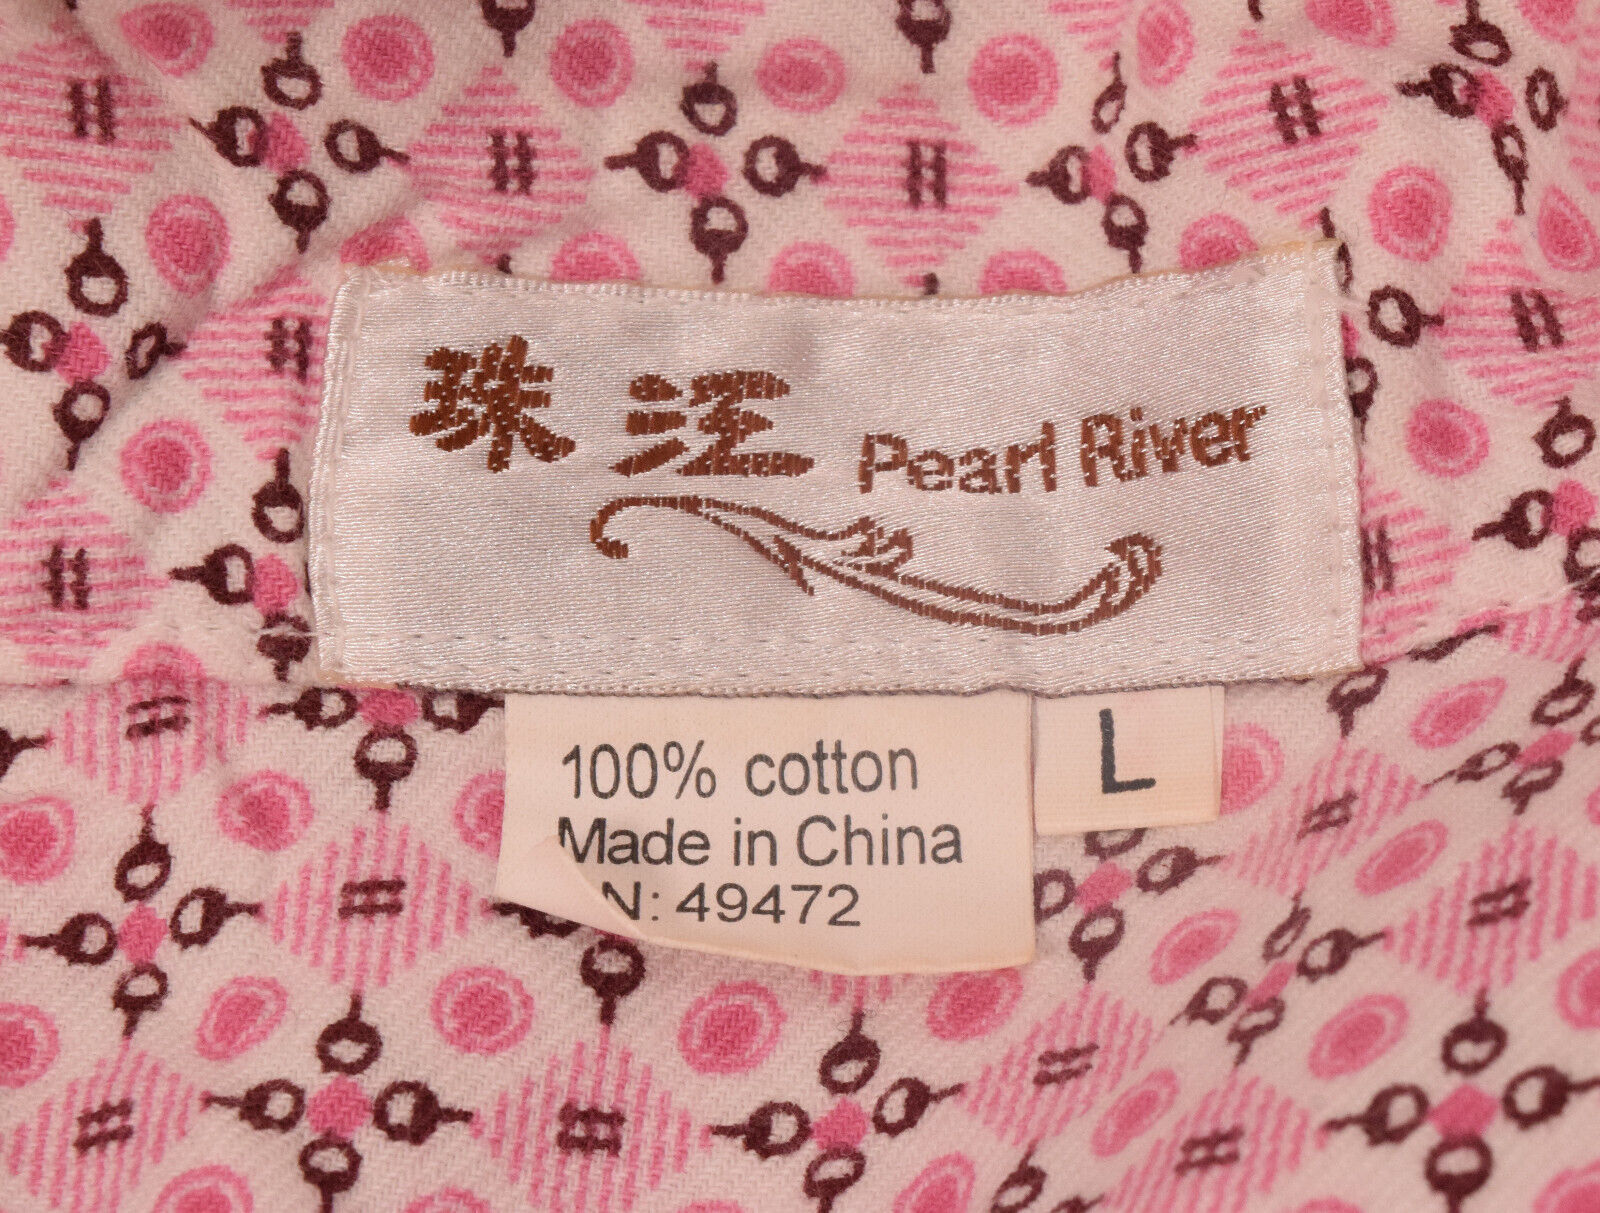 珠江 Pearl River
100% cotton L
Made in China
N: 49472